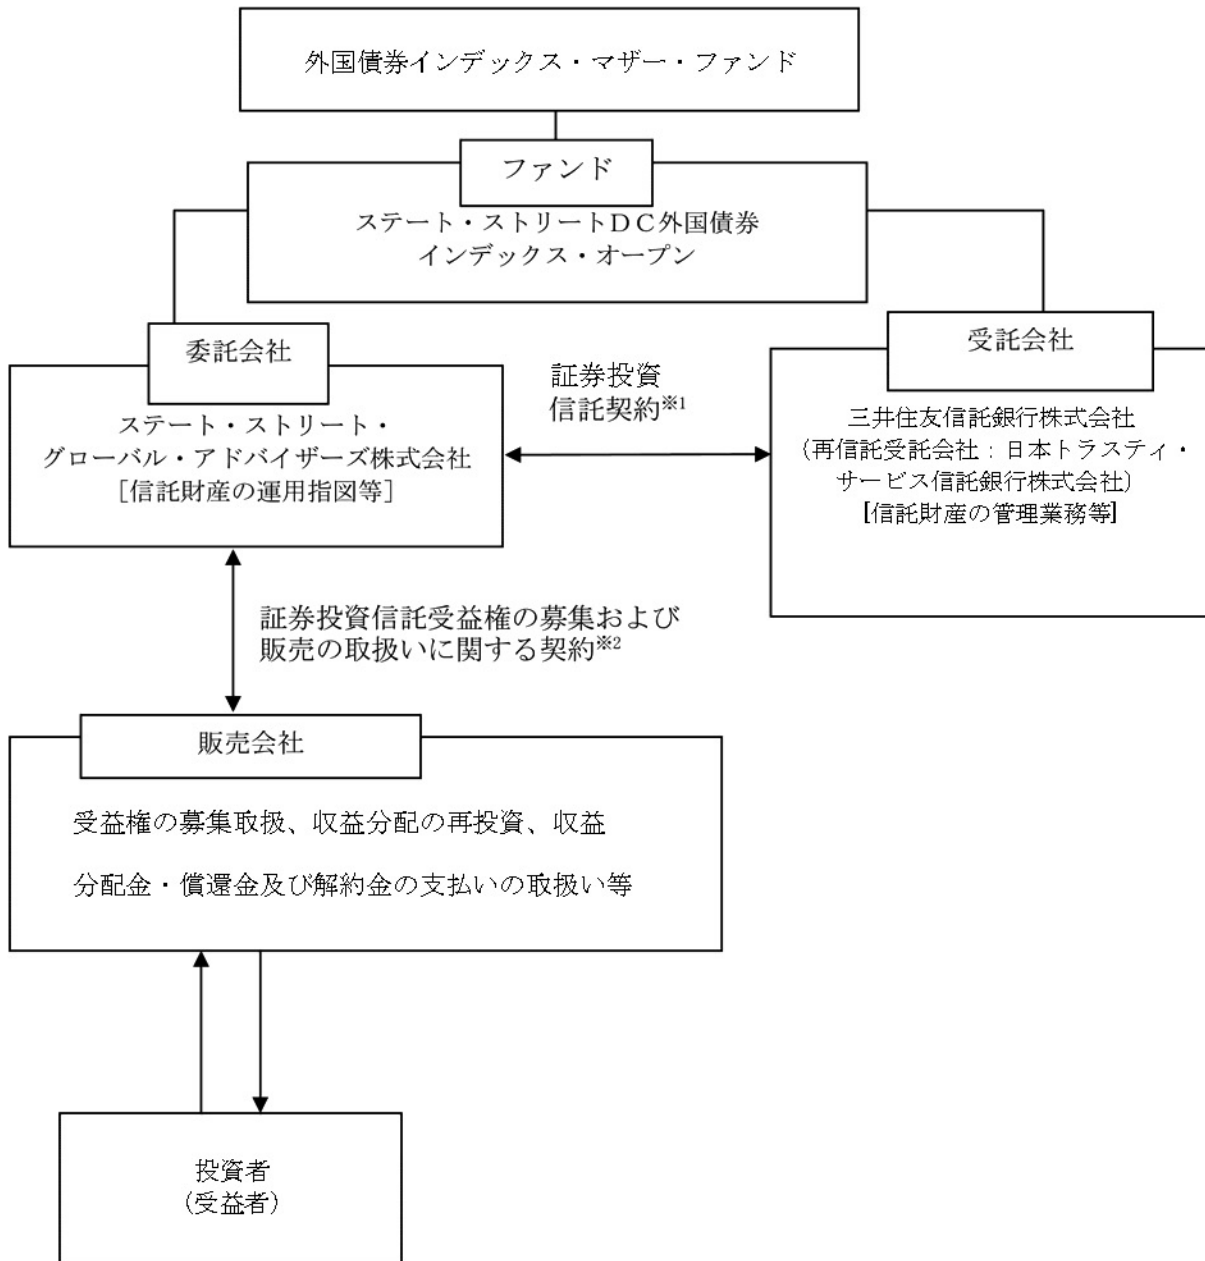 外国債券インデックス・マザー・ファンド
ファンド
ステート・ストリートDC外国債券
インデックス・オープン
委託会社
ステート・ストリート・
グローバル・アドバイザーズ株式会社
[信託財産の運用指図等]
証券投資
信託契約※1
受託会社
三井住友信託銀行株式会社
(再信託受託会社：日本トラスティ・
サービス信託銀行株式会社)
[信託財産の管理業務等]
証券投資信託受益権の募集および
販売の取扱いに関する契約※2
販売会社
受益権の募集取扱、収益分配の再投資、収益
分配金・償還金及び解約金の支払いの取扱い等
投資者
(受益者)